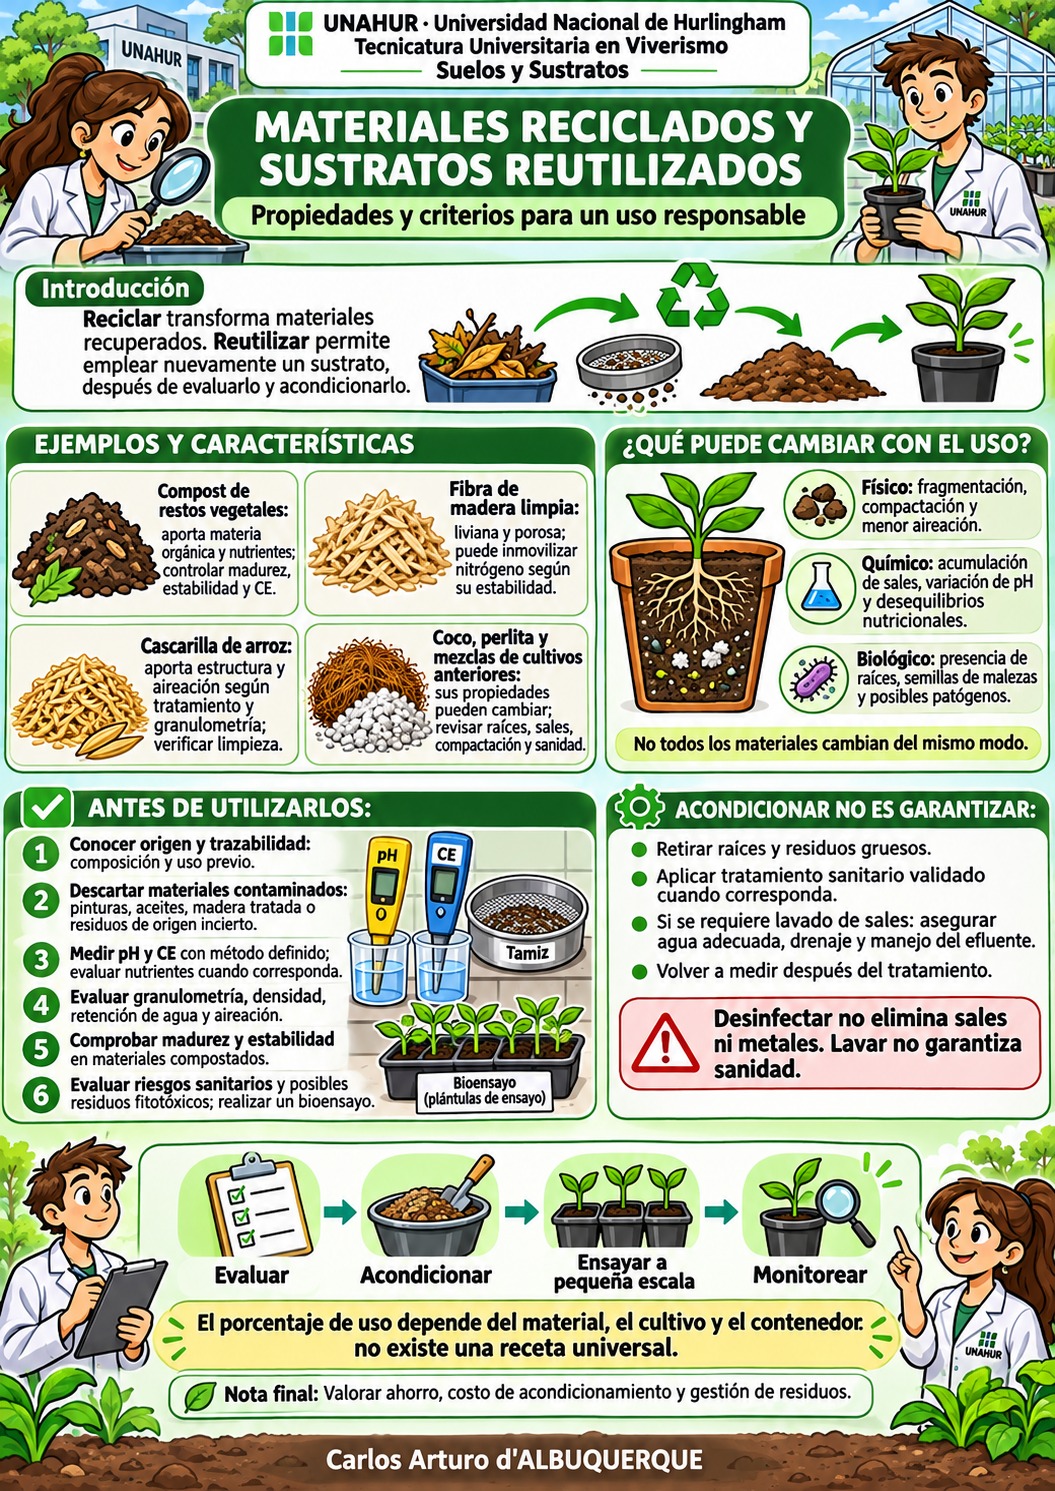 UNAHUR
UNAHUR · Universidad Nacional de Hurlingham
Tecnicatura Universitaria en Viverismo
Suelos y Sustratos
MATERIALES RECICLADOS Y
SUSTRATOS REUTILIZADOS
Propiedades y criterios para un uso responsable
UNAHUR
Introducción
Reciclar transforma materiales
recuperados. Reutilizar permite
emplear nuevamente un sustrato,
después de evaluarlo y acondicionarlo.
EJEMPLOS Y CARACTERÍSTICAS
Compost de
restos vegetales:
aporta materia
orgánica y nutrientes;
controlar madurez,
estabilidad y CE.
Fibra de
madera limpia:
liviana y porosa;
puede inmovilizar
nitrógeno según
su estabilidad.
Cascarilla de arroz:
aporta estructura y
aireación según
tratamiento y
granulometría;
verificar limpieza.
Coco, perlita y
mezclas de cultivos
anteriores:
sus propiedades
pueden cambiar;
revisar raíces, sales,
compactación y sanidad.
¿QUÉ PUEDE CAMBIAR CON EL USO?
Físico: fragmentación,
compactación y
menor aireación.
Químico: acumulación
de sales, variación de pH
y desequilibrios
nutricionales.
Biológico: presencia de
raíces, semillas de malezas
y posibles patógenos.
No todos los materiales cambian del mismo modo.
ANTES DE UTILIZARLOS:
1 Conocer origen y trazabilidad:
composición y uso previo.
2 Descartar materiales contaminados:
pinturas, aceites, madera tratada o
residuos de origen incierto.
3 Medir pH y CE con método definido;
evaluar nutrientes cuando corresponda.
4 Evaluar granulometría, densidad,
retención de agua y aireación.
5 Comprobar madurez y estabilidad
en materiales compostados.
6 Evaluar riesgos sanitarios y posibles
residuos fitotóxicos; realizar un bioensayo.
pH
CE
Tamiz
Bioensayo
(plántulas de ensayo)
ACONDICIONAR NO ES GARANTIZAR:
Retirar raíces y residuos gruesos.
Aplicar tratamiento sanitario validado
cuando corresponda.
Si se requiere lavado de sales: asegurar
agua adecuada, drenaje y manejo del efluente.
Volver a medir después del tratamiento.
Desinfectar no elimina sales
ni metales. Lavar no garantiza
sanidad.
Evaluar
Acondicionar
Ensayar a
pequeña escala
Monitorear
El porcentaje de uso depende del material, el cultivo y el contenedor:
no existe una receta universal.
UNAHUR
Nota final: Valorar ahorro, costo de acondicionamiento y gestión de residuos.
Carlos Arturo d'ALBUQUERQUE